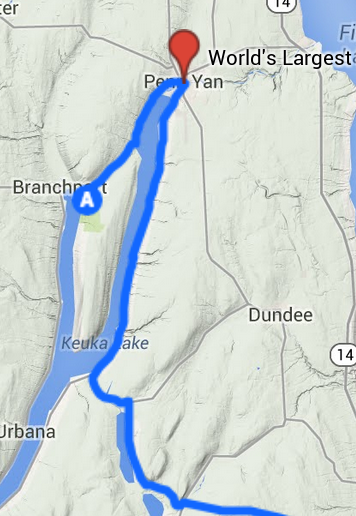 ter
14
Fi
World's Largest
Penn Yan
Branchport
A
Dundee
Keuka Lake
14
Urbana